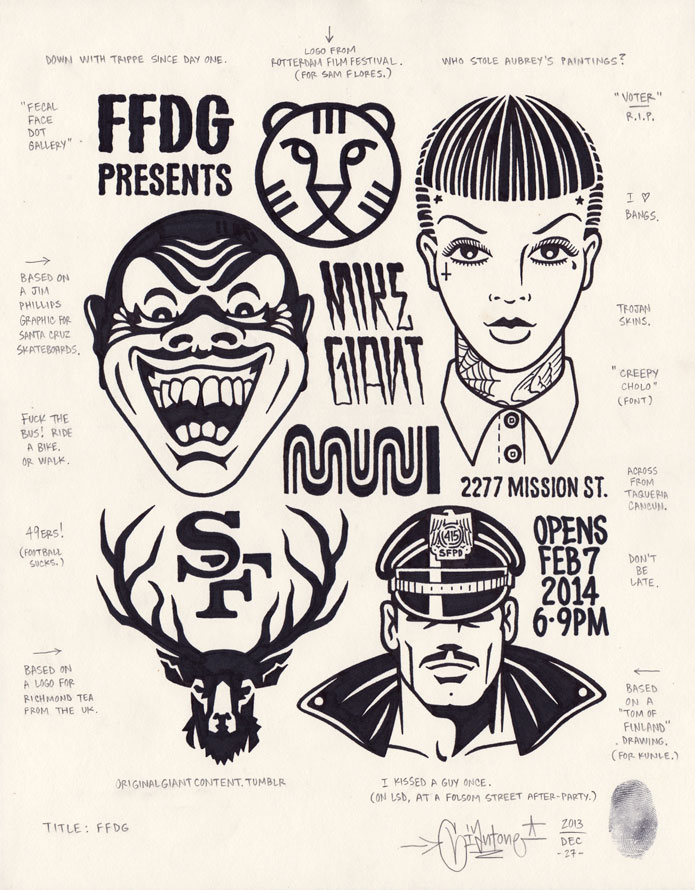 DOWN WITH TRIPPE SINCE DAY ONE.
LOGO FROM
ROTTERDAM FILM FESTIVAL.
(FOR SAM FLORES.)
WHO STOLE AUBREY'S PAINTINGS?
"FECAL
FACE
DOT
GALLERY"
FFDG
PRESENTS
"VOTER"
R.I.P.
I ♡
BANGS.
BASED ON
A JIM
PHILLIPS
GRAPHIC FOR
SANTA CRUZ
SKATEBOARDS.
MIKE
GIANT
TROJAN
SKINS.
"CREEPY
CHOLO"
(FONT)
FUCK THE
BUS! RIDE
A BIKE.
OR WALK.
MUNI
2277 MISSION ST.
ACROSS
FROM
TAQUERIA
CANCUN.
49ERS!
(FOOTBALL
SUCKS.)
SF
415
SFPD
OPENS
FEB 7
2014
6·9PM
DON'T
BE
LATE.
BASED ON
A LOGO FOR
RICHMOND TEA
FROM THE UK.
BASED
ON A
"TOM OF
FINLAND"
DRAWING.
(FOR KUNLE.)
ORIGINALGIANTCONTENT.TUMBLR
I KISSED A GUY ONCE.
(ON LSD, AT A FOLSOM STREET AFTER-PARTY.)
TITLE: FFDG
2013
DEC
-27-